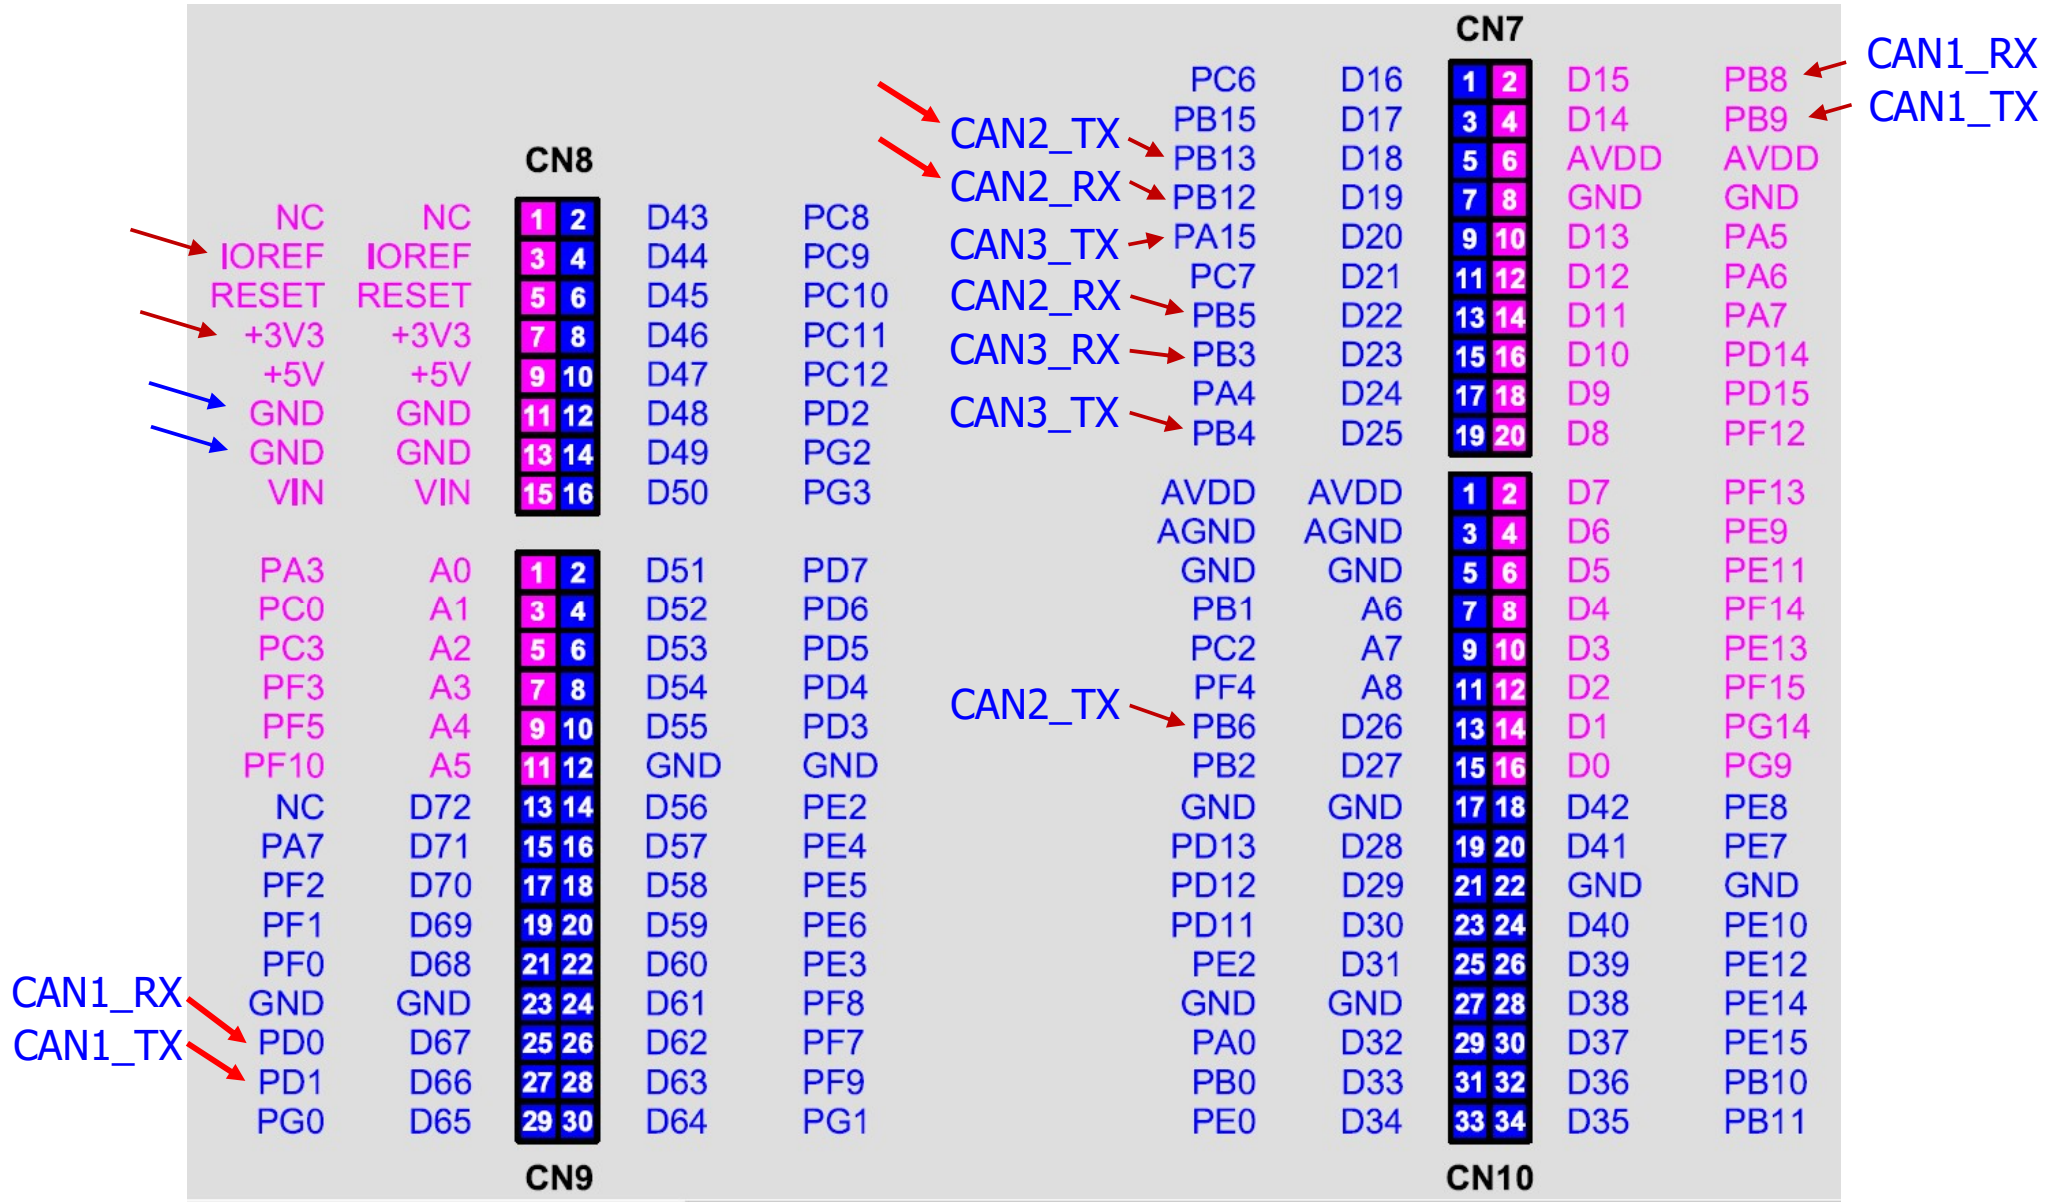 CN7
PC6 D16 1 2 D15 PB8 CAN1_RX
CAN2_TX PB15 D17 3 4 D14 PB9 CAN1_TX
PB13 D18 5 6 AVDD AVDD
CAN2_RX PB12 D19 7 8 GND GND
CAN3_TX PA15 D20 9 10 D13 PA5
PC7 D21 11 12 D12 PA6
CAN2_RX PB5 D22 13 14 D11 PA7
CAN3_RX PB3 D23 15 16 D10 PD14
PA4 D24 17 18 D9 PD15
CAN3_TX PB4 D25 19 20 D8 PF12
CN8
NC NC 1 2 D43 PC8
IOREF IOREF 3 4 D44 PC9
RESET RESET 5 6 D45 PC10
+3V3 +3V3 7 8 D46 PC11
+5V +5V 9 10 D47 PC12
GND GND 11 12 D48 PD2
GND GND 13 14 D49 PG2
VIN VIN 15 16 D50 PG3
PA3 A0 1 2 D51 PD7
PC0 A1 3 4 D52 PD6
PC3 A2 5 6 D53 PD5
PF3 A3 7 8 D54 PD4
PF5 A4 9 10 D55 PD3
PF10 A5 11 12 GND GND
NC D72 13 14 D56 PE2
PA7 D71 15 16 D57 PE4
PF2 D70 17 18 D58 PE5
PF1 D69 19 20 D59 PE6
PF0 D68 21 22 D60 PE3
CAN1_RX GND GND 23 24 D61 PF8
CAN1_TX PD0 D67 25 26 D62 PF7
PD1 D66 27 28 D63 PF9
PG0 D65 29 30 D64 PG1
CN9
AVDD AVDD 1 2 D7 PF13
AGND AGND 3 4 D6 PE9
GND GND 5 6 D5 PE11
PB1 A6 7 8 D4 PF14
PC2 A7 9 10 D3 PE13
CAN2_TX PF4 A8 11 12 D2 PF15
PB6 D26 13 14 D1 PG14
PB2 D27 15 16 D0 PG9
GND GND 17 18 D42 PE8
PD13 D28 19 20 D41 PE7
PD12 D29 21 22 GND GND
PD11 D30 23 24 D40 PE10
PE2 D31 25 26 D39 PE12
GND GND 27 28 D38 PE14
PA0 D32 29 30 D37 PE15
PB0 D33 31 32 D36 PB10
PE0 D34 33 34 D35 PB11
CN10